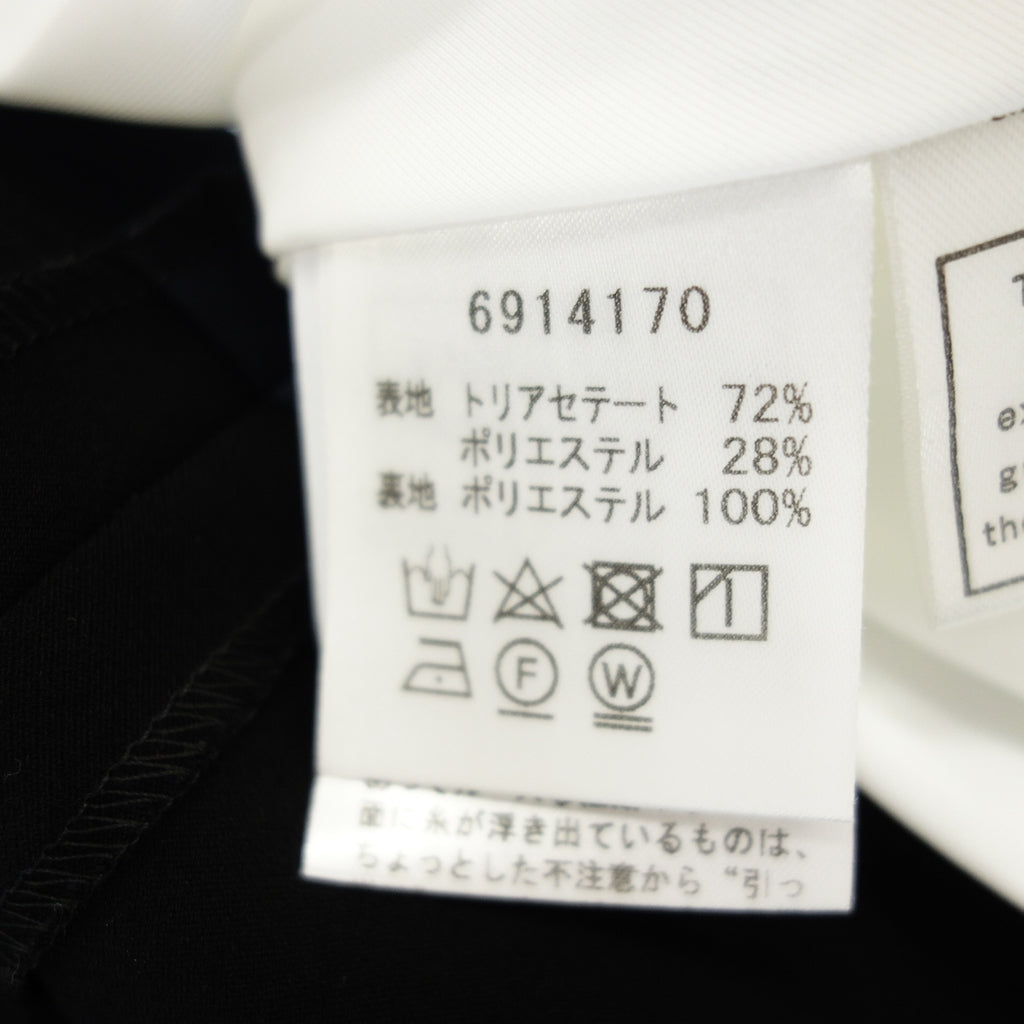 6914170
表地 トリアセテート 72%
ポリエステル 28%
裏地 ポリエステル 100%
F W
面に糸が浮き出ているものは、
ちょっとした不注意から“引っ